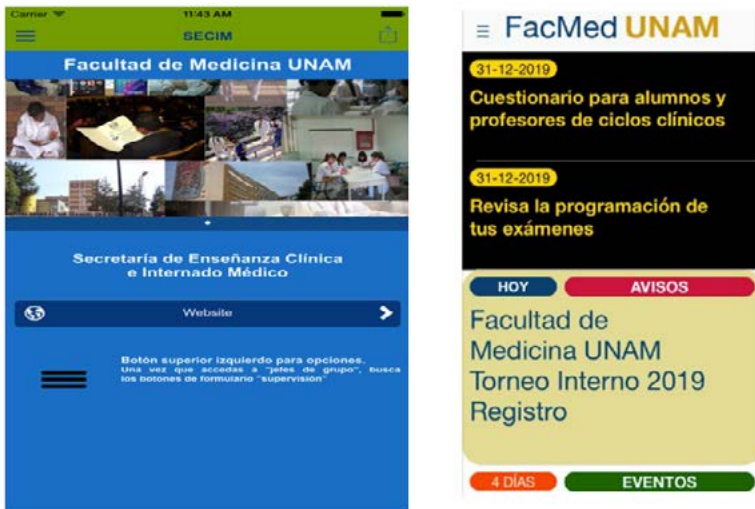 Carrier
11:43 AM
SECIM
Facultad de Medicina UNAM
Secretaría de Enseñanza Clínica
e Internado Médico
Website
Botón superior izquierdo para opciones.
Una vez que accedas a "jefes de grupo", busca
los botones de formulario "supervisión"
FacMed UNAM
31-12-2019
Cuestionario para alumnos y
profesores de ciclos clínicos
31-12-2019
Revisa la programación de
tus exámenes
HOY AVISOS
Facultad de
Medicina UNAM
Torneo Interno 2019
Registro
4 DÍAS EVENTOS